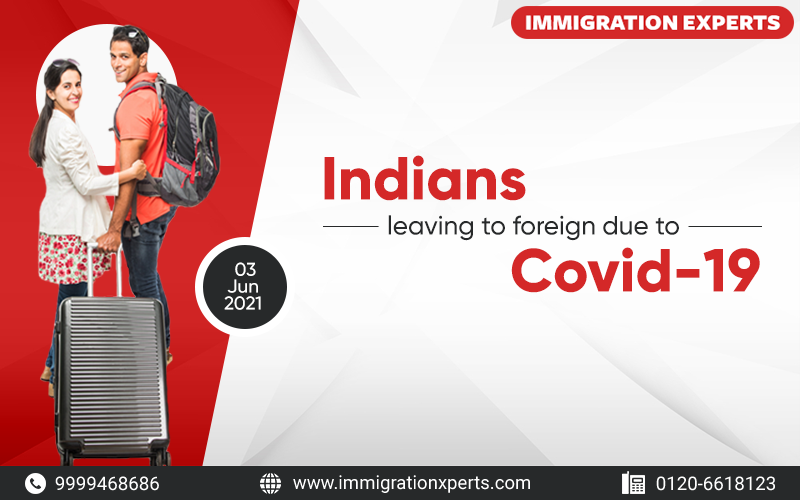 IMMIGRATION EXPERTS
Indians
leaving to foreign due to
Covid-19
03
Jun
2021
9999468686
www.immigrationxperts.com
0120-6618123